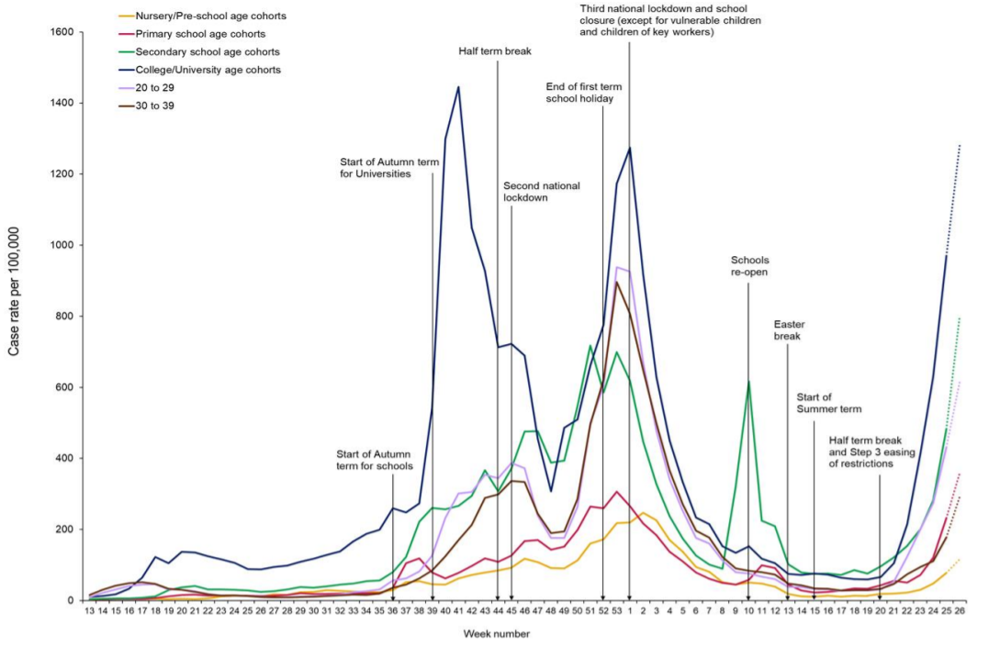 Nursery/Pre-school age cohorts
Primary school age cohorts
Secondary school age cohorts
College/University age cohorts
20 to 29
30 to 39
Third national lockdown and school
closure (except for vulnerable children
and children of key workers)
Half term break
End of first term
school holiday
Start of Autumn term
for Universities
Second national
lockdown
Schools
re-open
Easter
break
Start of
Summer term
Start of Autumn
term for schools
Half term break
and Step 3 easing
of restrictions
Case rate per 100,000
1600
1400
1200
1000
800
600
400
200
0
13 14 15 16 17 18 19 20 21 22 23 24 25 26 27 28 29 30 31 32 33 34 35 36 37 38 39 40 41 42 43 44 45 46 47 48 49 50 51 52 53 1 2 3 4 5 6 7 8 9 10 11 12 13 14 15 16 17 18 19 20 21 22 23 24 25 26
Week number